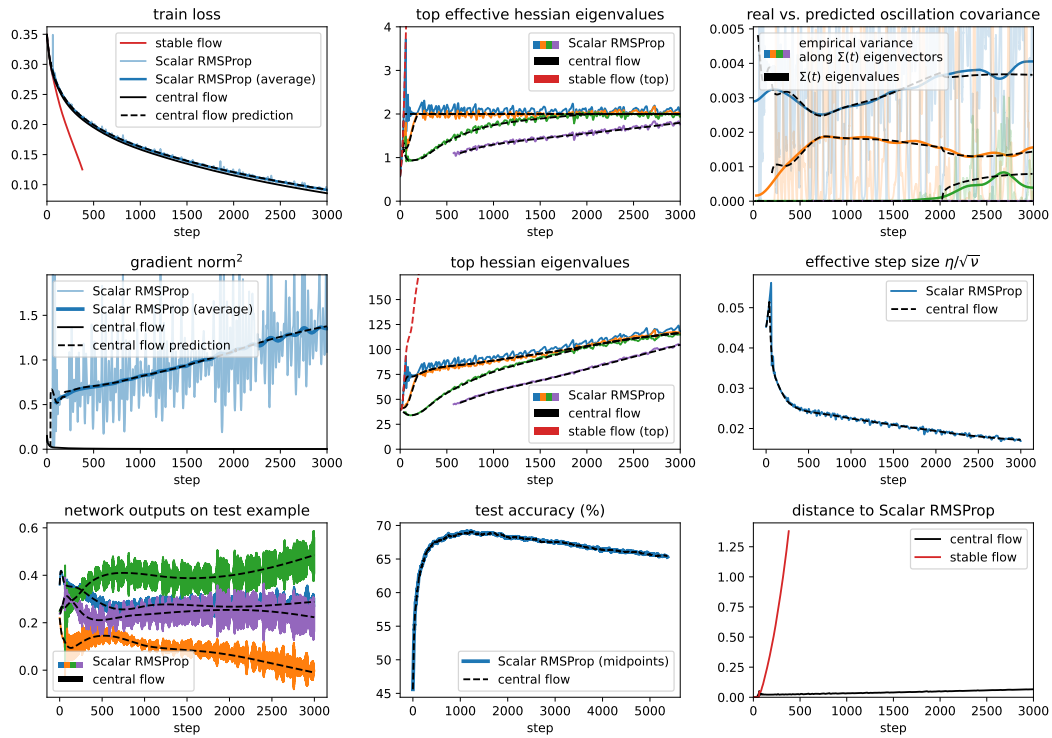 train loss
0.35
0.30
0.25
0.20
0.15
0.10
stable flow
Scalar RMSProp
Scalar RMSProp (average)
central flow
central flow prediction
0 500 1000 1500 2000 2500 3000
step
top effective hessian eigenvalues
4
3
2
1
0
Scalar RMSProp
central flow
stable flow (top)
0 500 1000 1500 2000 2500 3000
step
real vs. predicted oscillation covariance
0.005
0.004
0.003
0.002
0.001
0.000
empirical variance
along Σ(t) eigenvectors
Σ(t) eigenvalues
0 500 1000 1500 2000 2500 3000
step
gradient norm²
1.5
1.0
0.5
0.0
Scalar RMSProp
Scalar RMSProp (average)
central flow
central flow prediction
0 500 1000 1500 2000 2500 3000
step
top hessian eigenvalues
175
150
125
100
75
50
25
0
Scalar RMSProp
central flow
stable flow (top)
0 500 1000 1500 2000 2500 3000
step
effective step size η/√ν
0.05
0.04
0.03
0.02
Scalar RMSProp
central flow
0 500 1000 1500 2000 2500 3000
step
network outputs on test example
0.6
0.4
0.2
0.0
Scalar RMSProp
central flow
0 500 1000 1500 2000 2500 3000
step
test accuracy (%)
70
65
60
55
50
45
Scalar RMSProp (midpoints)
central flow
0 1000 2000 3000 4000 5000
step
distance to Scalar RMSProp
1.25
1.00
0.75
0.50
0.25
0.00
central flow
stable flow
0 500 1000 1500 2000 2500 3000
step